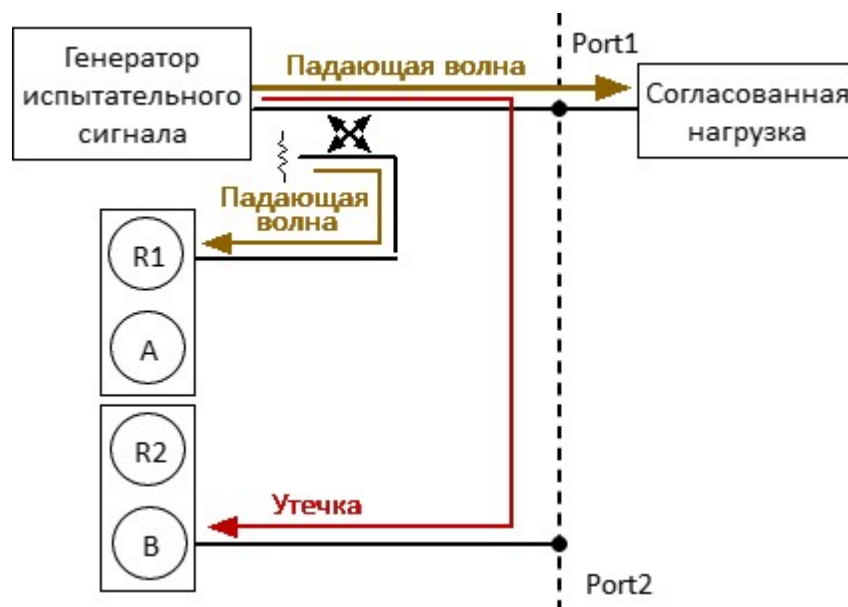 Генератор
испытательного
сигнала
Падающая волна
Port1
Согласованная
нагрузка
Падающая
волна
R1
A
R2
Утечка
B
Port2